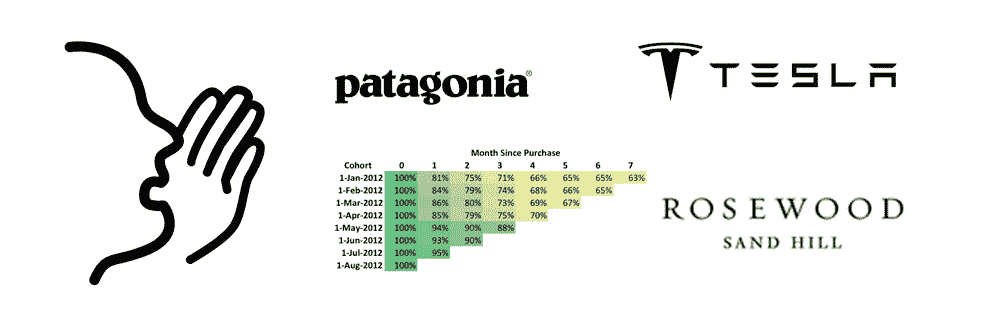 patagonia®
TESLA
Month Since Purchase
Cohort 0 1 2 3 4 5 6 7
1-Jan-2012 100% 81% 75% 71% 66% 65% 65% 63%
1-Feb-2012 100% 84% 79% 74% 68% 66% 65%
1-Mar-2012 100% 86% 80% 73% 69% 67%
1-Apr-2012 100% 85% 79% 75% 70%
1-May-2012 100% 94% 90% 88%
1-Jun-2012 100% 93% 90%
1-Jul-2012 100% 95%
1-Aug-2012 100%
ROSEWOOD
SAND HILL